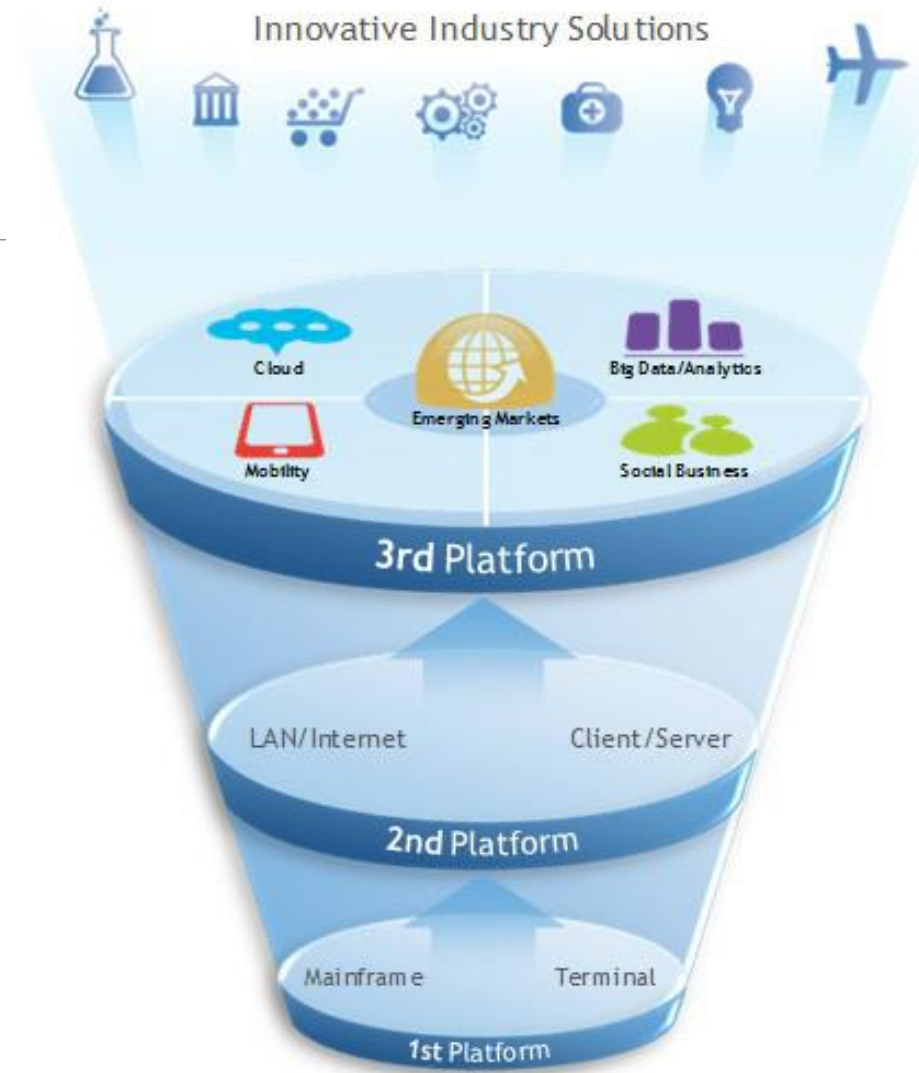 Innovative Industry Solutions
Cloud
Big Data/Analytics
Emerging Markets
Mobility
Social Business
3rd Platform
LAN/Internet
Client/Server
2nd Platform
Mainframe
Terminal
1st Platform